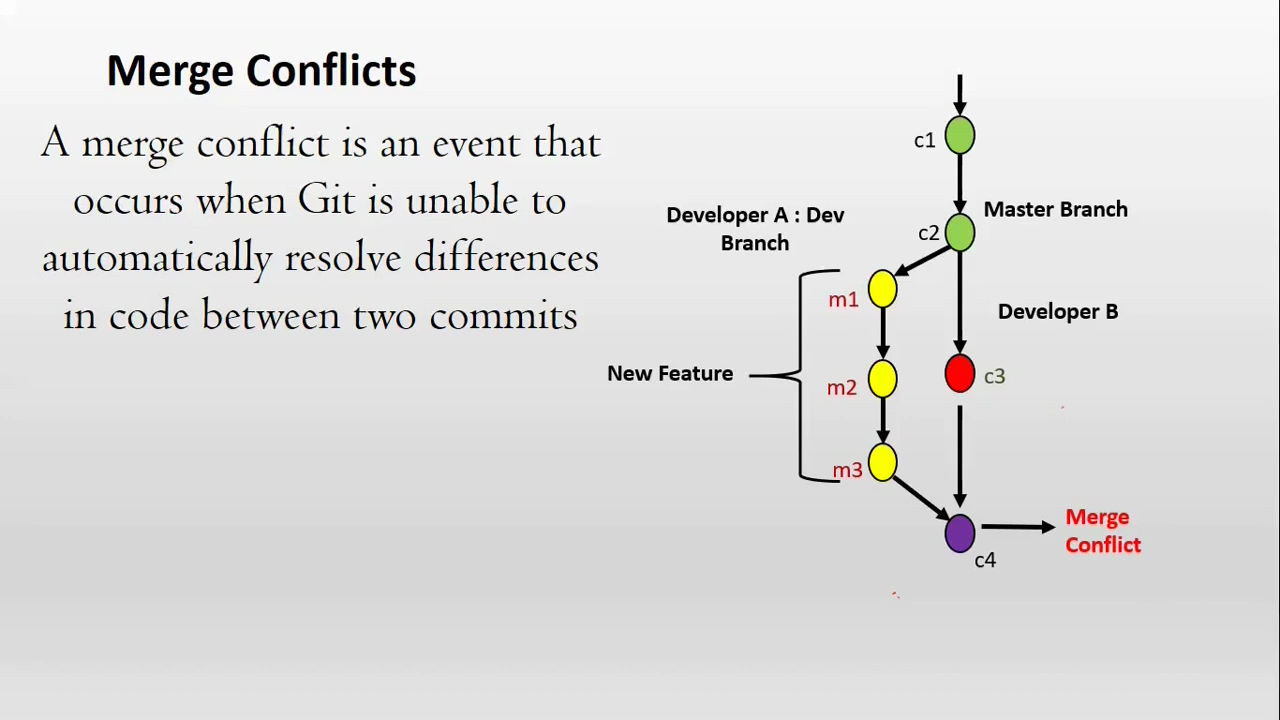 Merge Conflicts
A merge conflict is an event that
occurs when Git is unable to
automatically resolve differences
in code between two commits
c1
Developer A : Dev
Branch
Master Branch
c2
m1
Developer B
New Feature
m2
c3
m3
Merge
Conflict
c4